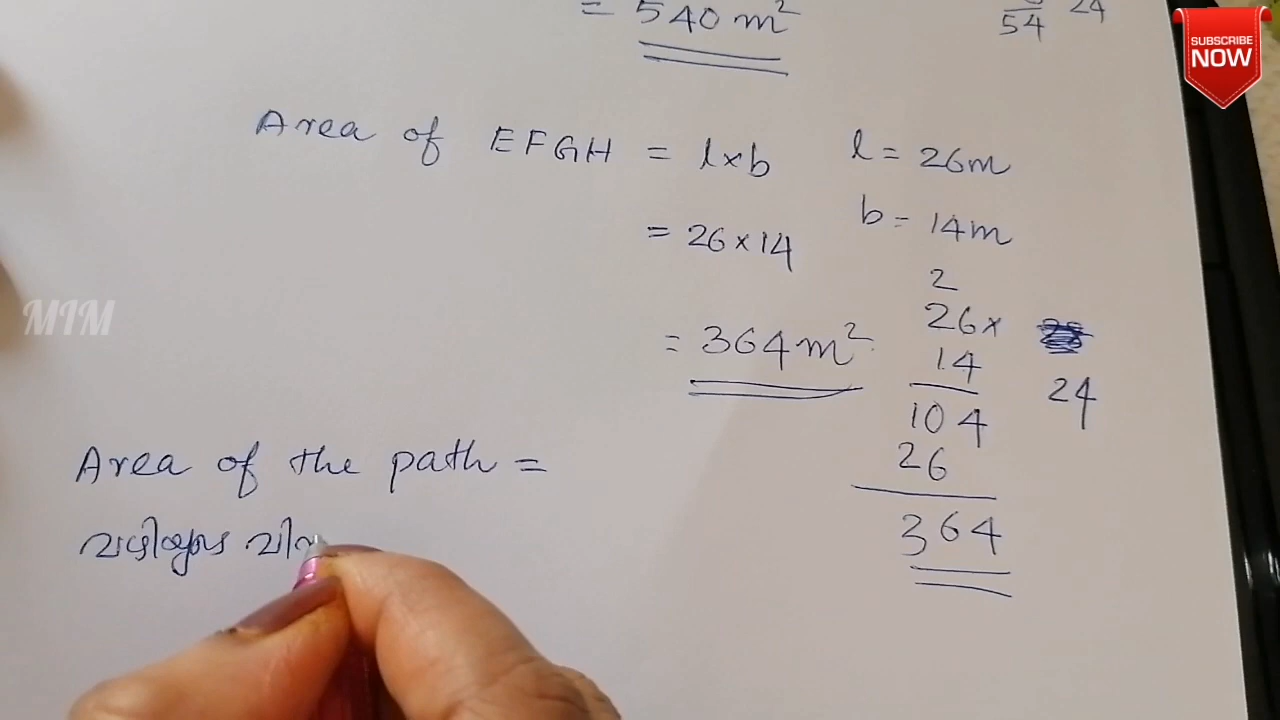 = 540 m²
54 24
SUBSCRIBE
NOW
Area of EFGH = l×b
l = 26m
= 26×14
b = 14m
MIM
= 364m²
2
26×
14
24
104
26
364
Area of the path =
വഴിയുടെ